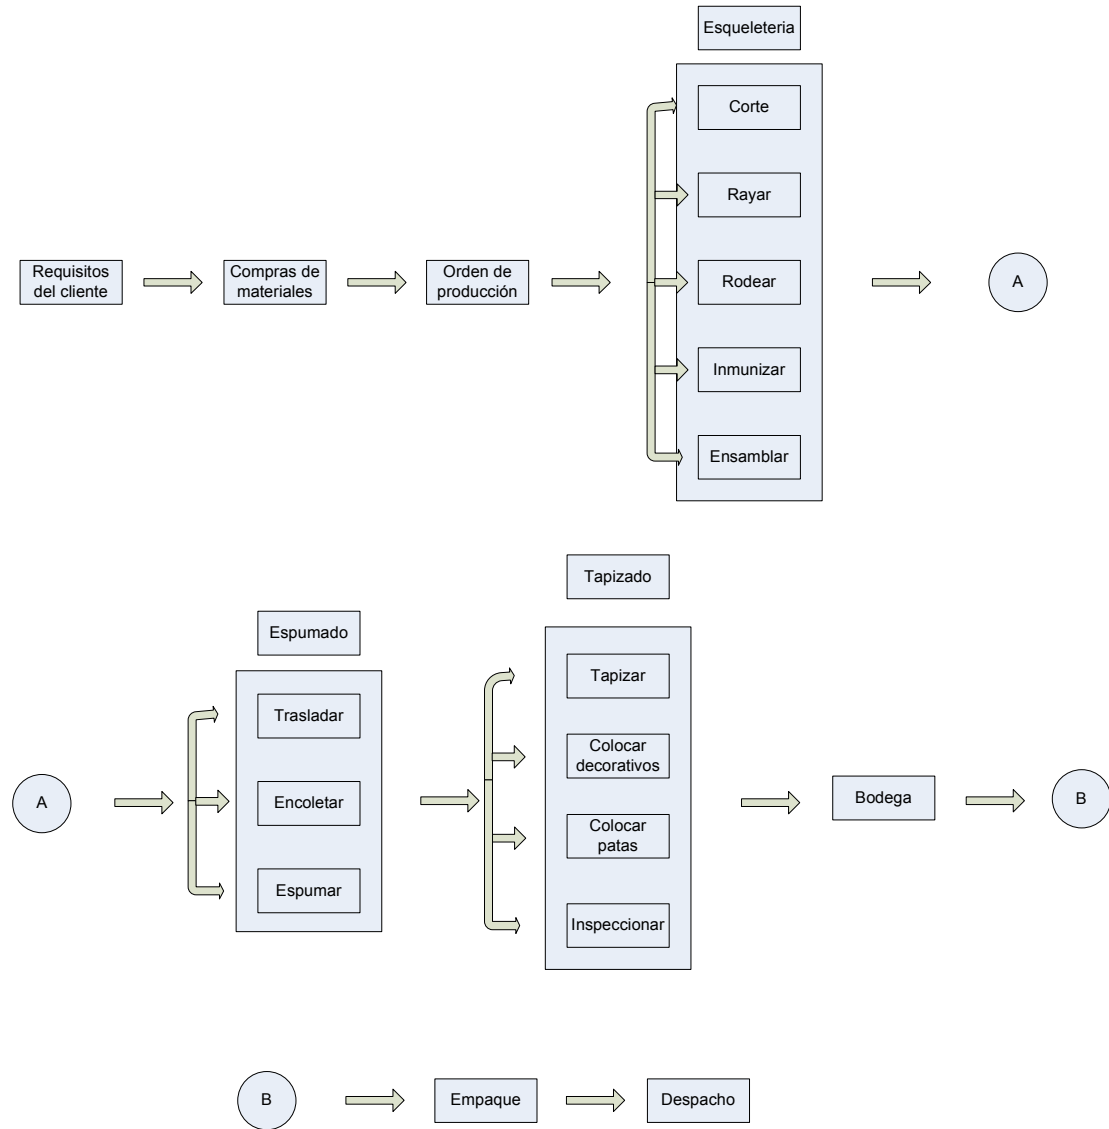 Esqueleteria
Corte
Rayar
Requisitos
del cliente
Compras de
materiales
Orden de
producción
Rodear
A
Inmunizar
Ensamblar
Tapizado
Espumado
Tapizar
Trasladar
Colocar
decorativos
A
Encoletar
Bodega
B
Colocar
patas
Espumar
Inspeccionar
B
Empaque
Despacho